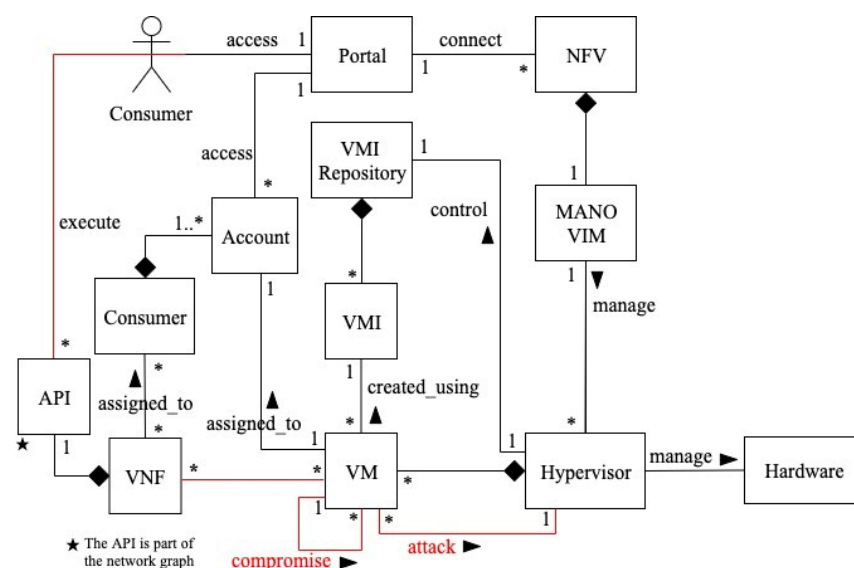 access
1
Portal
connect
1
*
NFV
Consumer
1
access
*
VMI
Repository
1
1
MANO
VIM
control
execute
1..*
Account
1
manage
Consumer
*
VMI
1
1
created_using
*
API
*
assigned_to
*
assigned_to
*
*
1
1
VNF
*
*
VM
*
1
Hypervisor
manage
Hardware
1
*
*
1
★ The API is part of
the network graph
compromise
attack
★